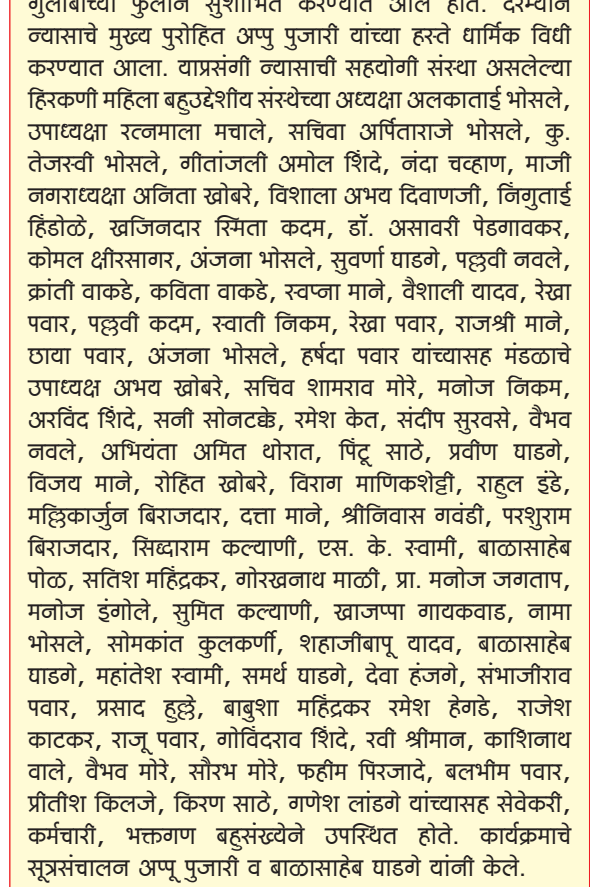 गुलाबाच्या फुलाने सुशोभित करण्यात आले होते. दरम्यान
न्यासाचे मुख्य पुरोहित अप्पु पुजारी यांच्या हस्ते धार्मिक विधी
करण्यात आला. याप्रसंगी न्यासाची सहयोगी संस्था असलेल्या
हिरकणी महिला बहुउद्देशीय संस्थेच्या अध्यक्षा अलकाताई भोसले,
उपाध्यक्षा रत्नमाला मचाले, सचिवा अर्पिताराजे भोसले, कु.
तेजस्वी भोसले, गीतांजली अमोल शिंदे, नंदा चव्हाण, माजी
नगराध्यक्षा अनिता खोबरे, विशाला अभय दिवाणजी, निंगुताई
हिंडोळे, खजिनदार स्मिता कदम, डॉ. असावरी पेडगावकर,
कोमल क्षीरसागर, अंजना भोसले, सुवर्णा घाडगे, पल्लवी नवले,
क्रांती वाकडे, कविता वाकडे, स्वप्ना माने, वैशाली यादव, रेखा
पवार, पल्लवी कदम, स्वाती निकम, रेखा पवार, राजश्री माने,
छाया पवार, अंजना भोसले, हर्षदा पवार यांच्यासह मंडळाचे
उपाध्यक्ष अभय खोबरे, सचिव शामराव मोरे, मनोज निकम,
अरविंद शिंदे, सनी सोनटक्के, रमेश केत, संदीप सुरवसे, वैभव
नवले, अभियंता अमित थोरात, पिंटू साठे, प्रवीण घाडगे,
विजय माने, रोहित खोबरे, विराग माणिकशेट्टी, राहुल इंडे,
मल्लिकार्जुन बिराजदार, दत्ता माने, श्रीनिवास गवंडी, परशुराम
बिराजदार, सिध्दाराम कल्याणी, एस. के. स्वामी, बाळासाहेब
पोळ, सतिश महिंद्रकर, गोरखनाथ माळी, प्रा. मनोज जगताप,
मनोज इंगोले, सुमित कल्याणी, खाजप्पा गायकवाड, नामा
भोसले, सोमकांत कुलकर्णी, शहाजीबापू यादव, बाळासाहेब
घाडगे, महांतेश स्वामी, समर्थ घाडगे, देवा हंजगे, संभाजीराव
पवार, प्रसाद हुल्ले, बाबुशा महिंद्रकर रमेश हेगडे, राजेश
काटकर, राजू पवार, गोविंदराव शिंदे, रवी श्रीमान, काशिनाथ
वाले, वैभव मोरे, सौरभ मोरे, फहीम पिरजादे, बलभीम पवार,
प्रीतीश किलजे, किरण साठे, गणेश लांडगे यांच्यासह सेवेकरी,
कर्मचारी, भक्तगण बहुसंख्येने उपस्थित होते. कार्यक्रमाचे
सूत्रसंचालन अप्पू पुजारी व बाळासाहेब घाडगे यांनी केले.